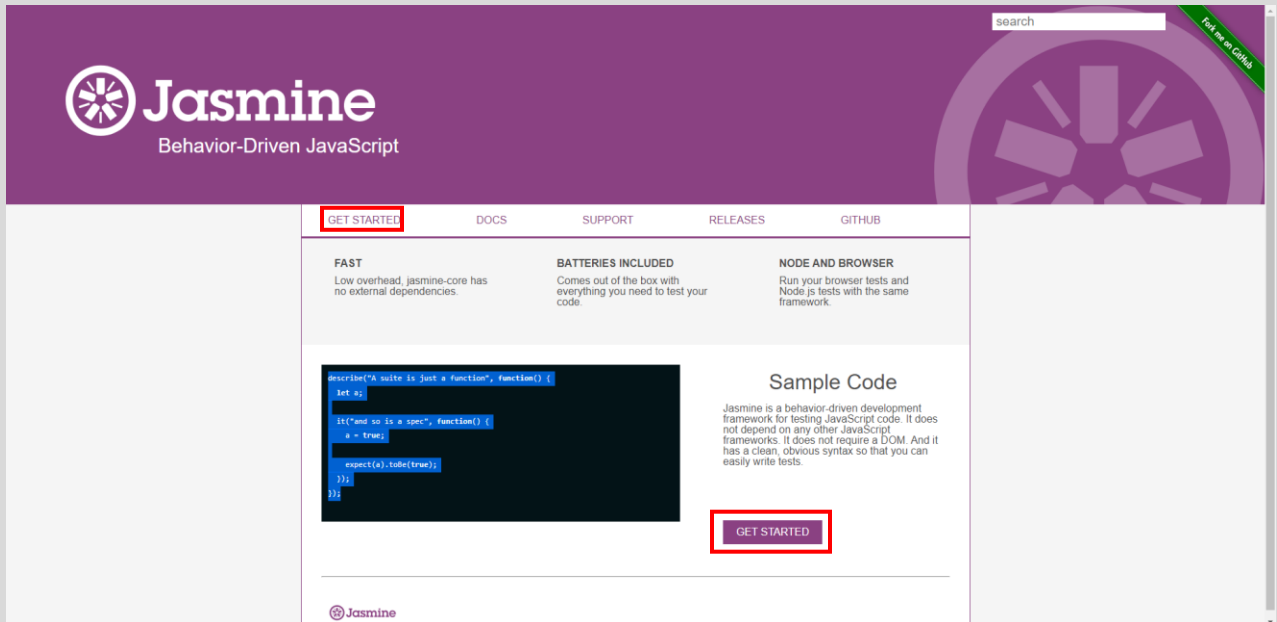 search
Fork me on GitHub
Jasmine
Behavior-Driven JavaScript
GET STARTED DOCS SUPPORT RELEASES GITHUB
FAST
Low overhead, jasmine-core has
no external dependencies.
BATTERIES INCLUDED
Comes out of the box with
everything you need to test your
code.
NODE AND BROWSER
Run your browser tests and
Node.js tests with the same
framework.
describe("A suite is just a function", function() {
  let a;

  it("and so is a spec", function() {
    a = true;

    expect(a).toBe(true);
  });
});
Sample Code
Jasmine is a behavior-driven development
framework for testing JavaScript code. It does
not depend on any other JavaScript
frameworks. It does not require a DOM. And it
has a clean, obvious syntax so that you can
easily write tests.
GET STARTED
Jasmine